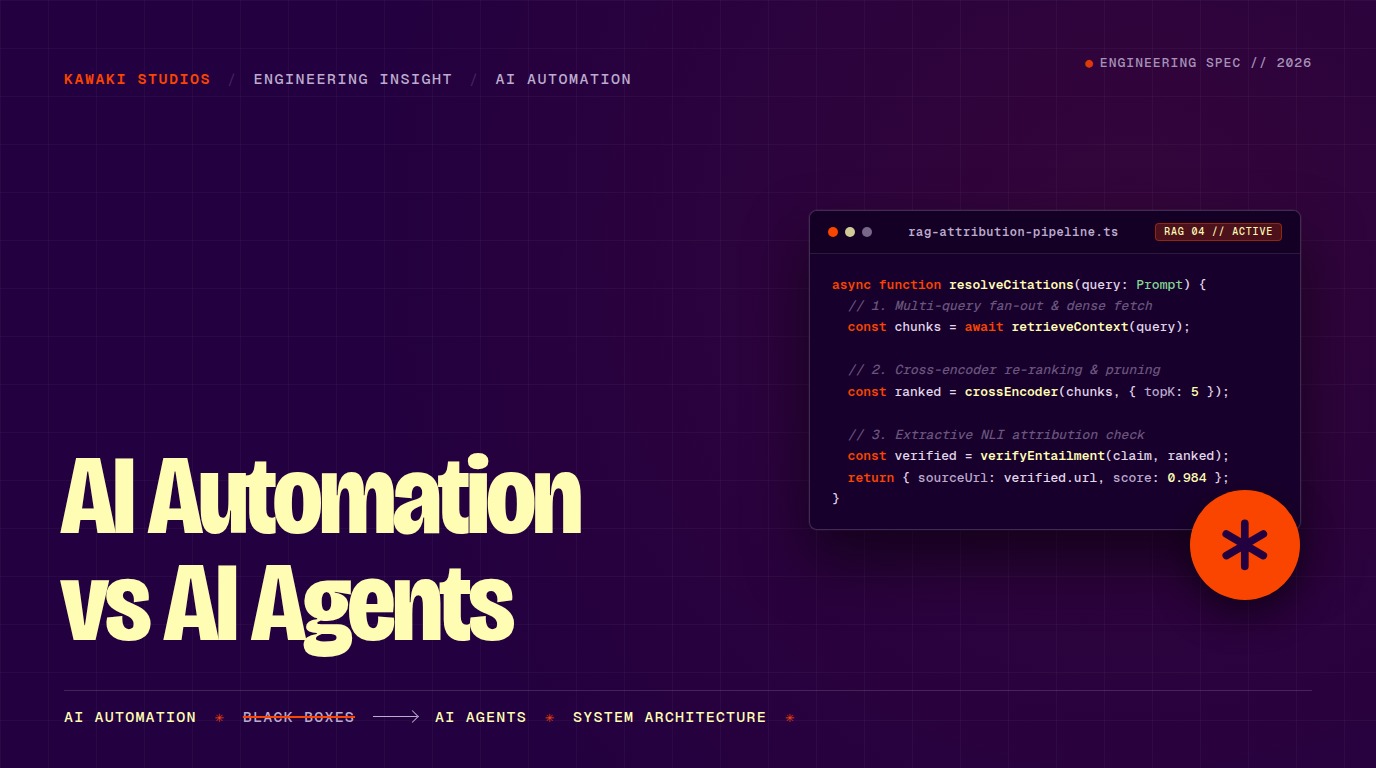 KAWAKI STUDIOS / ENGINEERING INSIGHT / AI AUTOMATION
ENGINEERING SPEC // 2026
rag-attribution-pipeline.ts
RAG 04 // ACTIVE
async function resolveCitations(query: Prompt) {
// 1. Multi-query fan-out & dense fetch
const chunks = await retrieveContext(query);
// 2. Cross-encoder re-ranking & pruning
const ranked = crossEncoder(chunks, { topK: 5 });
// 3. Extractive NLI attribution check
const verified = verifyEntailment(claim, ranked);
return { sourceUrl: verified.url, score: 0.984 };
}
AI Automation
vs AI Agents
AI AUTOMATION ✳ BLACK BOXES → AI AGENTS ✳ SYSTEM ARCHITECTURE ✳